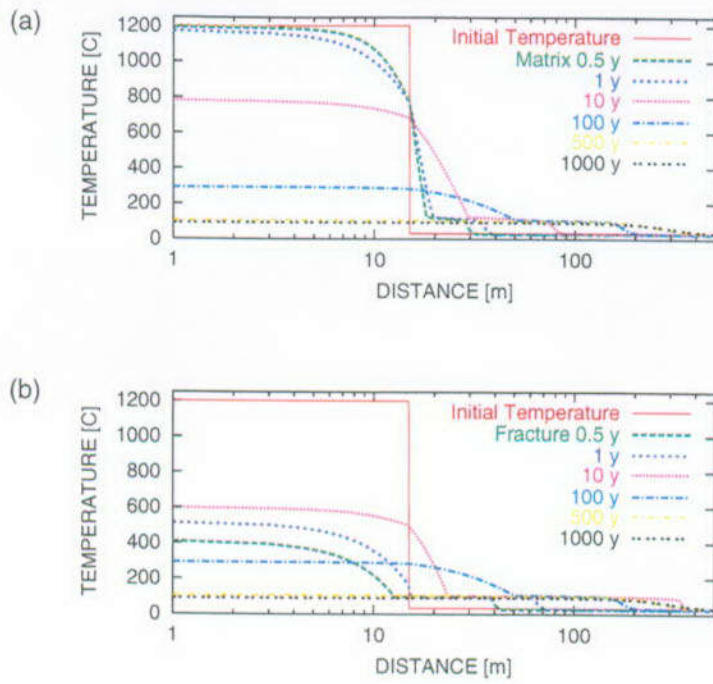 (a)
TEMPERATURE [C]
1200
1000
800
600
400
200
0
Initial Temperature
Matrix 0.5 y
1 y
10 y
100 y
500 y
1000 y
1
10
100
DISTANCE [m]
(b)
TEMPERATURE [C]
1200
1000
800
600
400
200
0
Initial Temperature
Fracture 0.5 y
1 y
10 y
100 y
500 y
1000 y
1
10
100
DISTANCE [m]